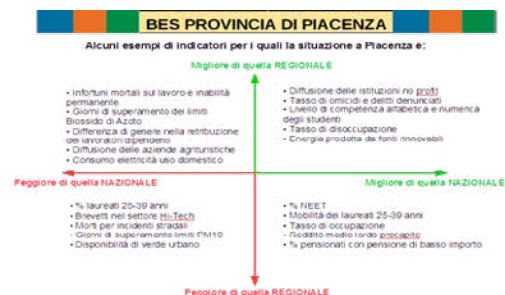 BES PROVINCIA DI PIACENZA
Alcuni esempi di indicatori per i quali la situazione a Piacenza è:
Migliore di quella REGIONALE
• Infortuni mortali sul lavoro e inabilità
permanente
• Giorni di superamento dei limiti
Biossido di Azoto
• Differenza di genere nella retribuzione
dei lavoratori dipendenti
• Diffusione delle aziende agrituristiche
• Consumo elettricità uso domestico
• Diffusione delle istituzioni no profit
• Tasso di omicidi e delitti denunciati
• Livello di competenza alfabetica e numerica
degli studenti
• Tasso di disoccupazione
- Energia prodotta da fonti rinnovabili
Peggiore di quella NAZIONALE
Migliore di quella NAZIONALE
• % laureati 25-39 anni
• Brevetti nel settore Hi-Tech
• Morti per incidenti stradali
- Giorni di superamento limiti PM10
• Disponibilità di verde urbano
• % NEET
• Mobilità dei laureati 25-39 anni
• Tasso di occupazione
- Reddito medio lordo procapite
• % pensionati con pensione di basso importo
Peggiore di quella REGIONALE